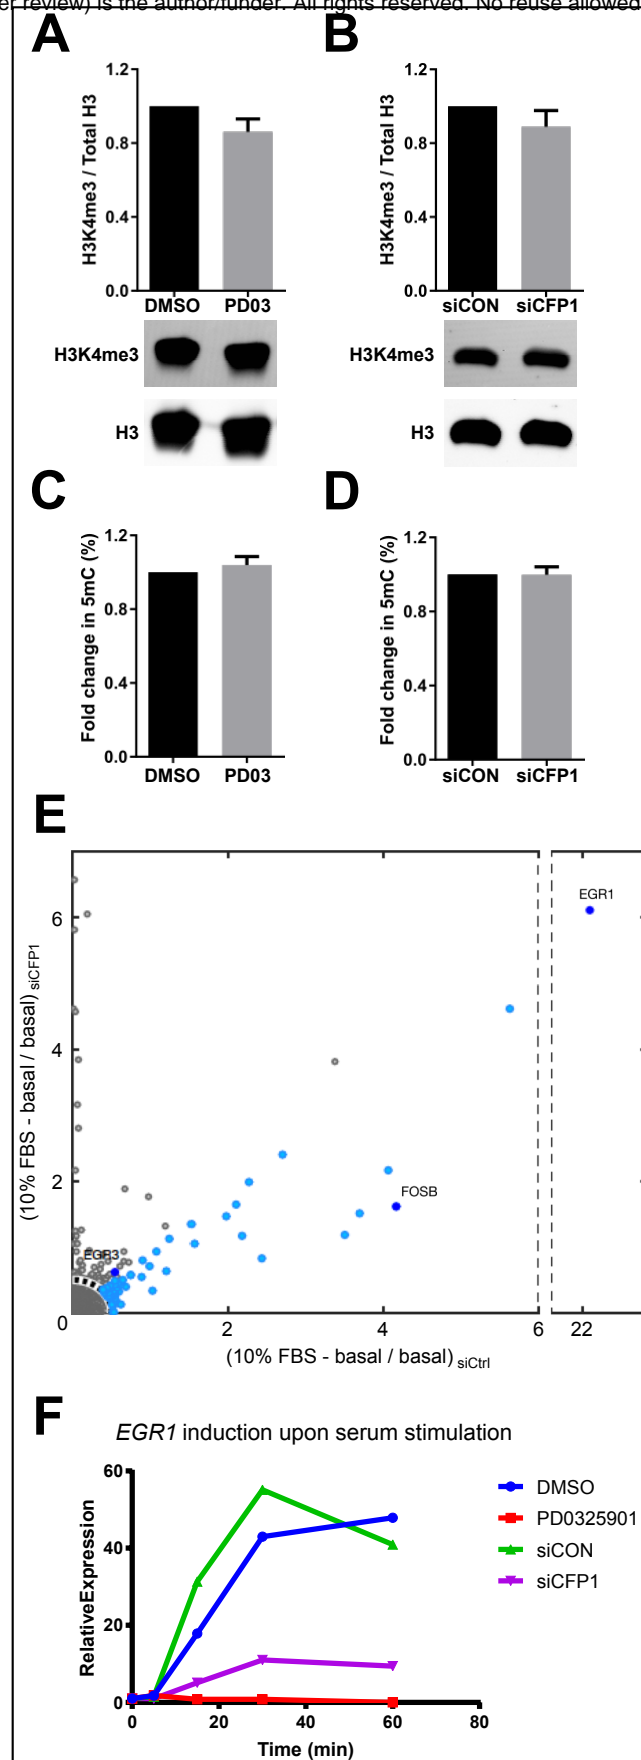 er review) is the author/funder. All rights reserved. No reuse allowed
A
B
1.2
0.8
0.4
0.0
H3K4me3 / Total H3
DMSO PD03
1.2
0.8
0.4
0.0
H3K4me3 / Total H3
siCON siCFP1
H3K4me3
H3
H3K4me3
H3
C
D
1.2
0.8
0.4
0.0
Fold change in 5mC (%)
DMSO PD03
1.2
0.8
0.4
0.0
Fold change in 5mC (%)
siCON siCFP1
E
(10% FBS - basal / basal) siCFP1
6
4
2
0
EGR1
FOSB
EGR3
2 4 6 22
(10% FBS - basal / basal) siCtrl
F
EGR1 induction upon serum stimulation
RelativeExpression
60
40
20
0
0 20 40 60 80
Time (min)
DMSO
PD0325901
siCON
siCFP1